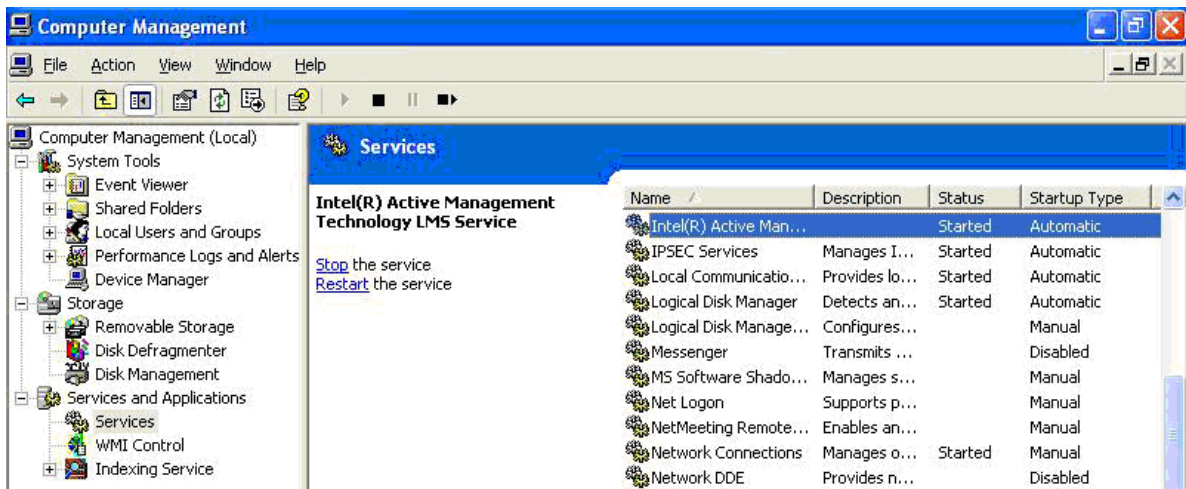 Computer Management
File Action View Window Help
Computer Management (Local)
System Tools
Event Viewer
Shared Folders
Local Users and Groups
Performance Logs and Alerts
Device Manager
Storage
Removable Storage
Disk Defragmenter
Disk Management
Services and Applications
Services
WMI Control
Indexing Service
Services
Intel(R) Active Management
Technology LMS Service
Stop the service
Restart the service
Name Description Status Startup Type
Intel(R) Active Man... Started Automatic
IPSEC Services Manages I... Started Automatic
Local Communicatio... Provides lo... Started Automatic
Logical Disk Manager Detects an... Started Automatic
Logical Disk Manage... Configures... Manual
Messenger Transmits ... Disabled
MS Software Shado... Manages s... Manual
Net Logon Supports p... Manual
NetMeeting Remote... Enables an... Manual
Network Connections Manages o... Started Manual
Network DDE Provides n... Disabled